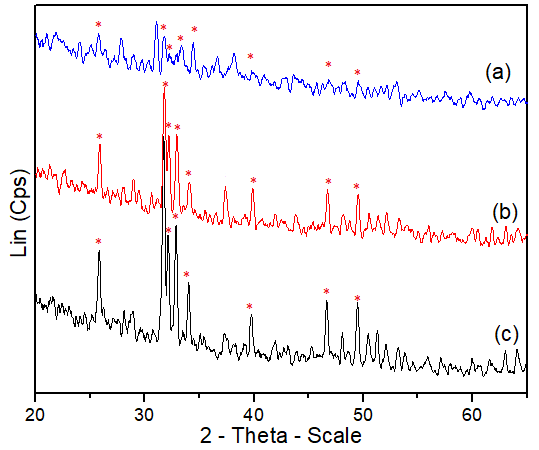 (a)
(b)
(c)
Lin (Cps)
20 30 40 50 60
2 - Theta - Scale